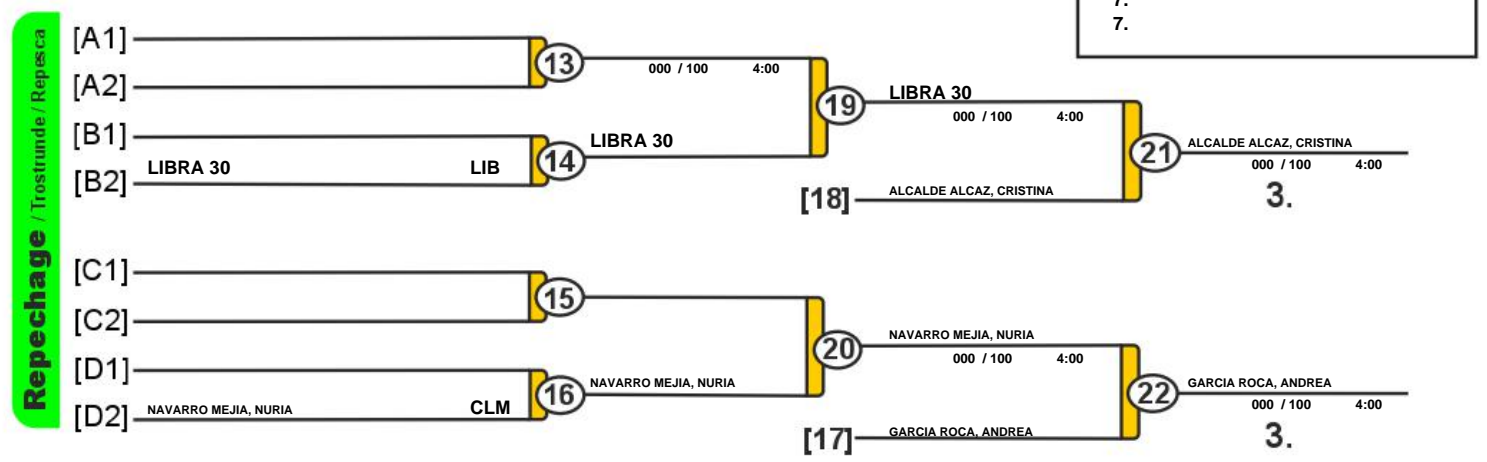 7.
7.
Repechage / Trostrunde / Repesca
[A1]
13
000 / 100 4:00
[A2]
19
LIBRA 30
000 / 100 4:00
[B1]
LIBRA 30
[B2] LIBRA 30 LIB
14
21
ALCALDE ALCAZ, CRISTINA
000 / 100 4:00
3.
[18] ALCALDE ALCAZ, CRISTINA
[C1]
15
[C2]
20
NAVARRO MEJIA, NURIA
000 / 100 4:00
[D1]
16
NAVARRO MEJIA, NURIA
[D2] NAVARRO MEJIA, NURIA CLM
22
GARCIA ROCA, ANDREA
000 / 100 4:00
3.
[17] GARCIA ROCA, ANDREA